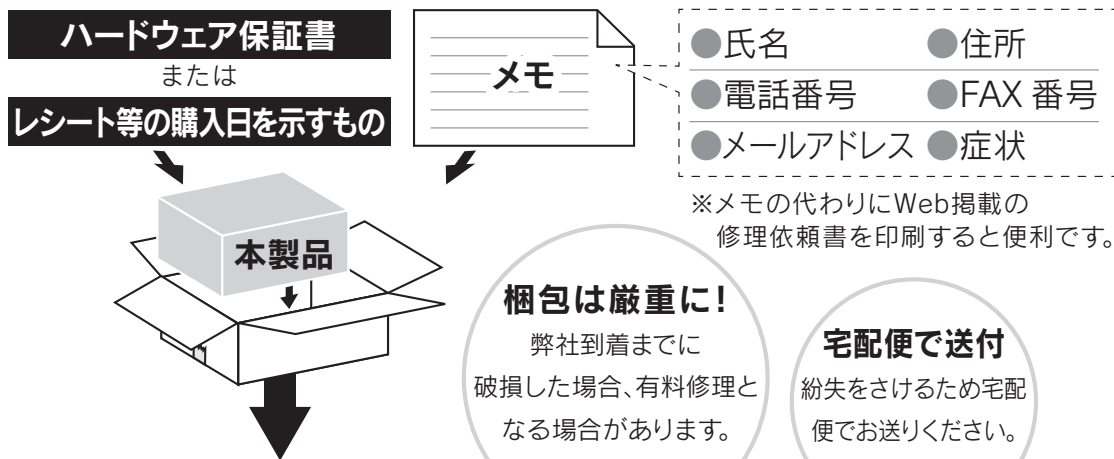 ハードウェア保証書
または
レシート等の購入日を示すもの
メモ
●氏名 ●住所
●電話番号 ●FAX 番号
●メールアドレス ●症状
※メモの代わりにWeb掲載の
修理依頼書を印刷すると便利です。
本製品
梱包は厳重に！
弊社到着までに
破損した場合、有料修理と
なる場合があります。
宅配便で送付
紛失をさけるため宅配
便でお送りください。